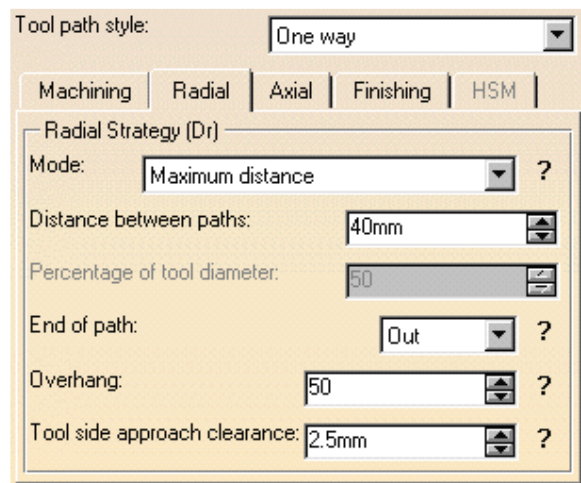 Tool path style: One way
Machining Radial Axial Finishing HSM
Radial Strategy (Dr)
Mode: Maximum distance ?
Distance between paths: 40mm
Percentage of tool diameter: 50
End of path: Out ?
Overhang: 50 ?
Tool side approach clearance: 2.5mm ?